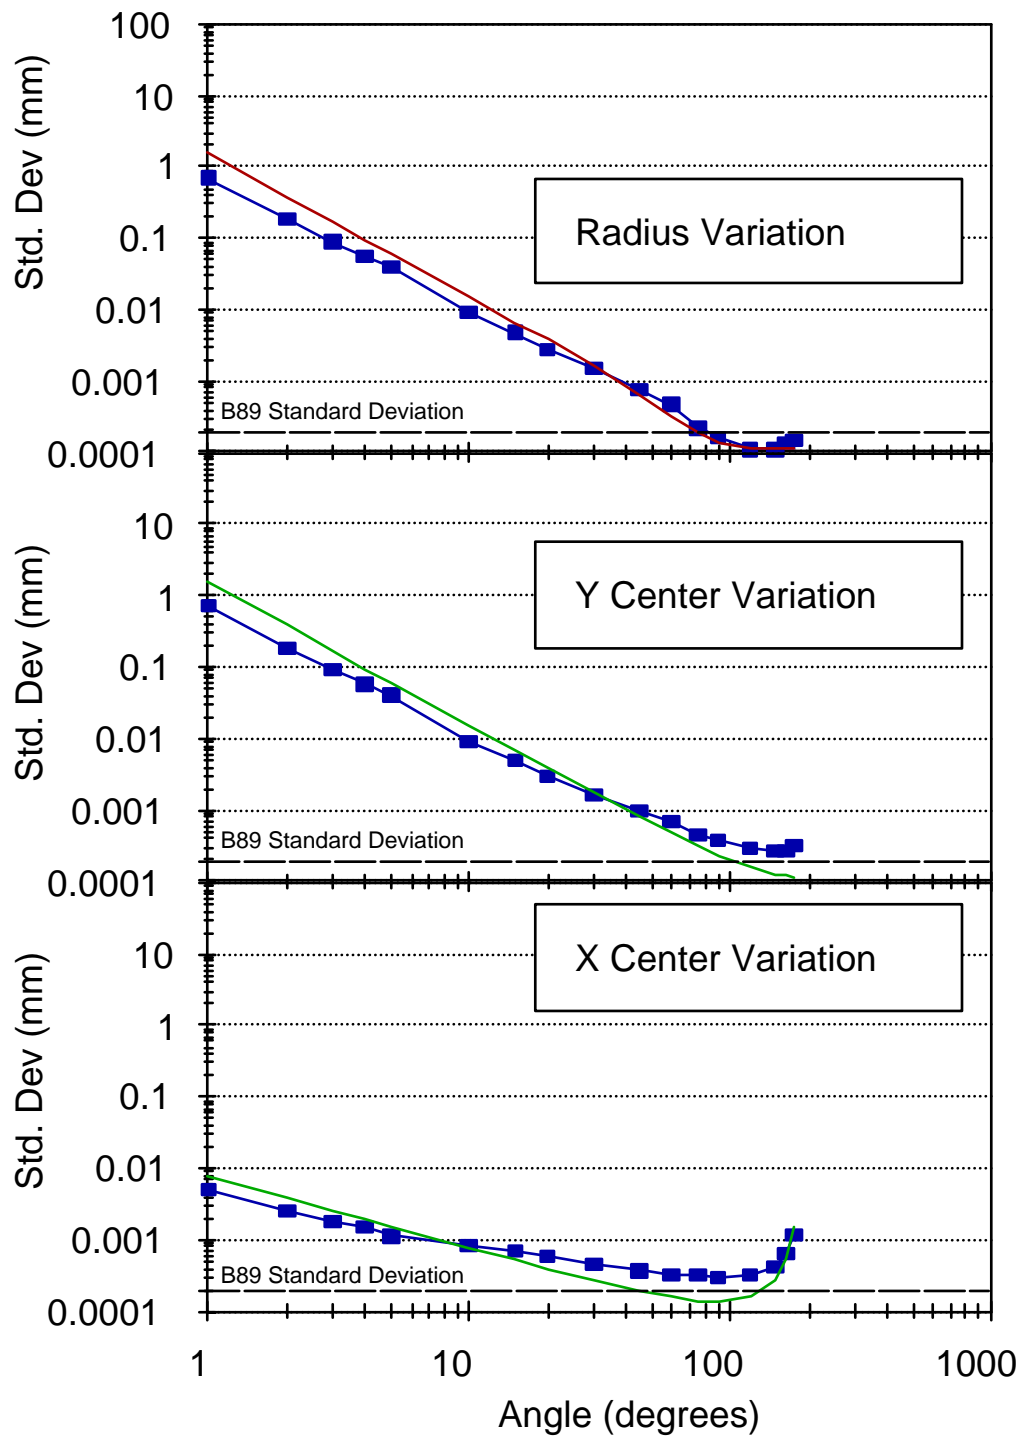 100
10
1
0.1
0.01
0.001
0.0001
Std. Dev (mm)
Radius Variation
B89 Standard Deviation
10
1
0.1
0.01
0.001
0.0001
Std. Dev (mm)
Y Center Variation
B89 Standard Deviation
10
1
0.1
0.01
0.001
0.0001
Std. Dev (mm)
X Center Variation
B89 Standard Deviation
1 10 100 1000
Angle (degrees)